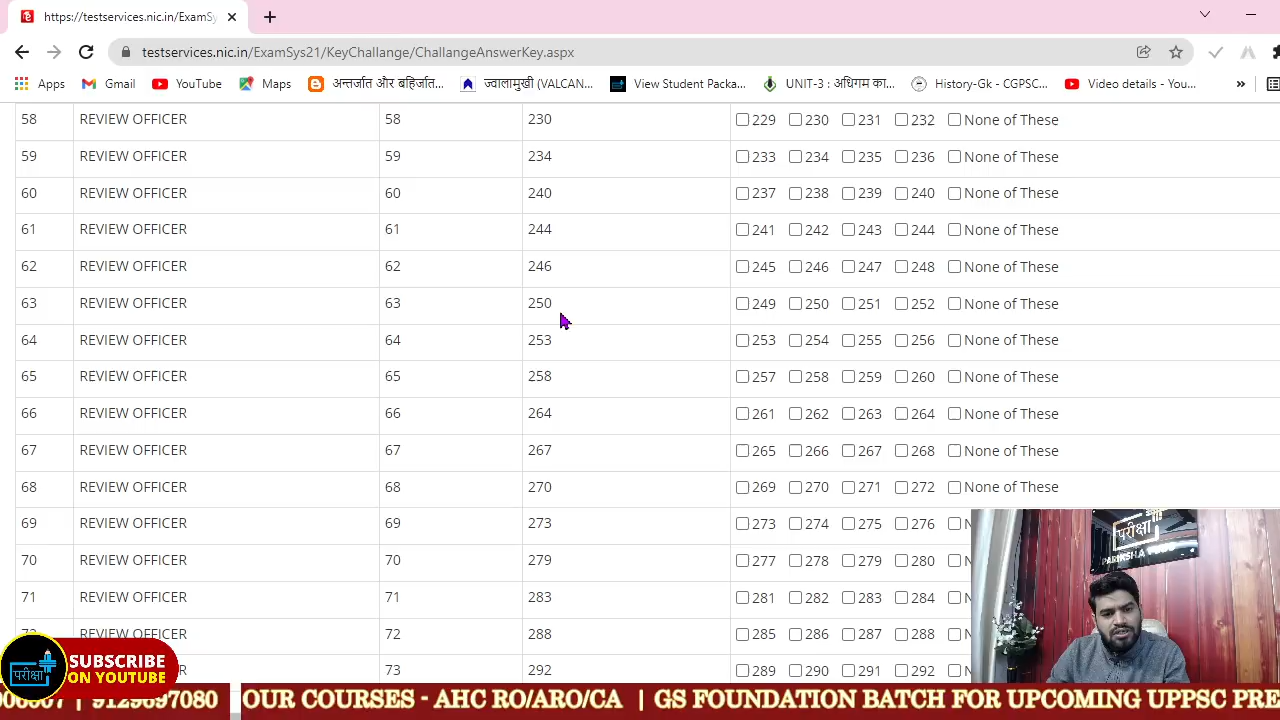 https://testservices.nic.in/ExamSy
testservices.nic.in/ExamSys21/KeyChallange/ChallangeAnswerKey.aspx
Apps Gmail YouTube Maps अन्तर्जात और बहिर्जात... ज्वालामुखी (VALCAN... View Student Packa... UNIT-3 : अधिगम का... History-Gk - CGPSC... Video details - You... »
58 REVIEW OFFICER 58 230 229 230 231 232 None of These
59 REVIEW OFFICER 59 234 233 234 235 236 None of These
60 REVIEW OFFICER 60 240 237 238 239 240 None of These
61 REVIEW OFFICER 61 244 241 242 243 244 None of These
62 REVIEW OFFICER 62 246 245 246 247 248 None of These
63 REVIEW OFFICER 63 250 249 250 251 252 None of These
64 REVIEW OFFICER 64 253 253 254 255 256 None of These
65 REVIEW OFFICER 65 258 257 258 259 260 None of These
66 REVIEW OFFICER 66 264 261 262 263 264 None of These
67 REVIEW OFFICER 67 267 265 266 267 268 None of These
68 REVIEW OFFICER 68 270 269 270 271 272 None of These
69 REVIEW OFFICER 69 273 273 274 275 276 N
70 REVIEW OFFICER 70 279 277 278 279 280 N
71 REVIEW OFFICER 71 283 281 282 283 284 N
72 REVIEW OFFICER 72 288 285 286 287 288 N
73 292 289 290 291 292 N
परीक्षा
परीक्षा
SUBSCRIBE
ON YOUTUBE
| 9129697080 OUR COURSES - AHC RO/ARO/CA | GS FOUNDATION BATCH FOR UPCOMING UPPSC PRE